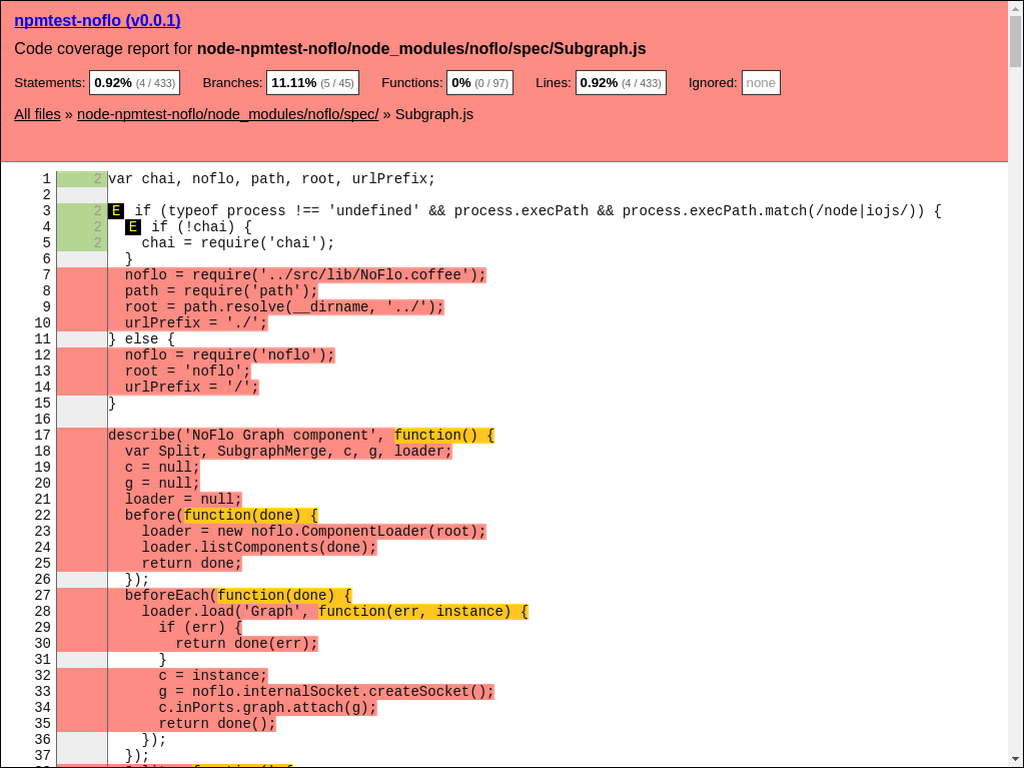 npmtest-noflo (v0.0.1)
Code coverage report for node-npmtest-noflo/node_modules/noflo/spec/Subgraph.js
Statements: 0.92% (4 / 433) Branches: 11.11% (5 / 45) Functions: 0% (0 / 97) Lines: 0.92% (4 / 433) Ignored: none
All files » node-npmtest-noflo/node_modules/noflo/spec/ » Subgraph.js
1 2 var chai, noflo, path, root, urlPrefix;
2
3 2 E if (typeof process !== 'undefined' && process.execPath && process.execPath.match(/node|iojs/)) {
4 2 E if (!chai) {
5 2 chai = require('chai');
6 }
7 noflo = require('../src/lib/NoFlo.coffee');
8 path = require('path');
9 root = path.resolve(__dirname, '../');
10 urlPrefix = './';
11 } else {
12 noflo = require('noflo');
13 root = 'noflo';
14 urlPrefix = '/';
15 }
16
17 describe('NoFlo Graph component', function() {
18 var Split, SubgraphMerge, c, g, loader;
19 c = null;
20 g = null;
21 loader = null;
22 before(function(done) {
23 loader = new noflo.ComponentLoader(root);
24 loader.listComponents(done);
25 return done;
26 });
27 beforeEach(function(done) {
28 loader.load('Graph', function(err, instance) {
29 if (err) {
30 return done(err);
31 }
32 c = instance;
33 g = noflo.internalSocket.createSocket();
34 c.inPorts.graph.attach(g);
35 return done();
36 });
37 });